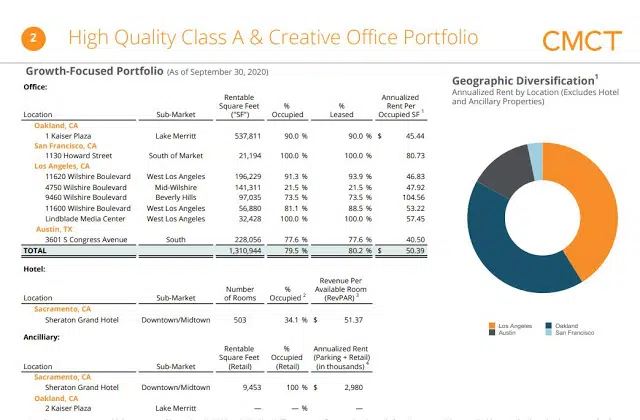 2 High Quality Class A & Creative Office Portfolio CMCT
Growth-Focused Portfolio (As of September 30, 2020)
Office:
Location Sub-Market Rentable Square Feet ("SF") % Occupied % Leased Annualized Rent Per Occupied SF 1
Oakland, CA
1 Kaiser Plaza Lake Merritt 537,811 90.0 % 90.0 % $ 45.44
San Francisco, CA
1130 Howard Street South of Market 21,194 100.0 % 100.0 % 80.73
Los Angeles, CA
11620 Wilshire Boulevard West Los Angeles 196,229 91.3 % 93.9 % 46.83
4750 Wilshire Boulevard Mid-Wilshire 141,311 21.5 % 21.5 % 47.92
9460 Wilshire Boulevard Beverly Hills 97,035 73.5 % 73.5 % 104.56
11600 Wilshire Boulevard West Los Angeles 56,880 81.1 % 88.5 % 53.22
Lindblade Media Center West Los Angeles 32,428 100.0 % 100.0 % 57.45
Austin, TX
3601 S Congress Avenue South 228,056 77.6 % 77.6 % 40.50
TOTAL 1,310,944 79.5 % 80.2 % $ 50.39
Hotel:
Location Sub-Market Number of Rooms % Occupied 2 Revenue Per Available Room (RevPAR) 3
Sacramento, CA
Sheraton Grand Hotel Downtown/Midtown 503 34.1 % $ 51.37
Ancilliary:
Location Sub-Market Rentable Square Feet (Retail) % Occupied (Retail) Annualized Rent (Parking + Retail) (in thousands) 4
Sacramento, CA
Sheraton Grand Hotel Downtown/Midtown 9,453 100 % $ 2,980
Oakland, CA
2 Kaiser Plaza Lake Merritt — — % —
Geographic Diversification1
Annualized Rent by Location (Excludes Hotel
and Ancillary Properties)
Los Angeles Oakland
Austin San Francisco